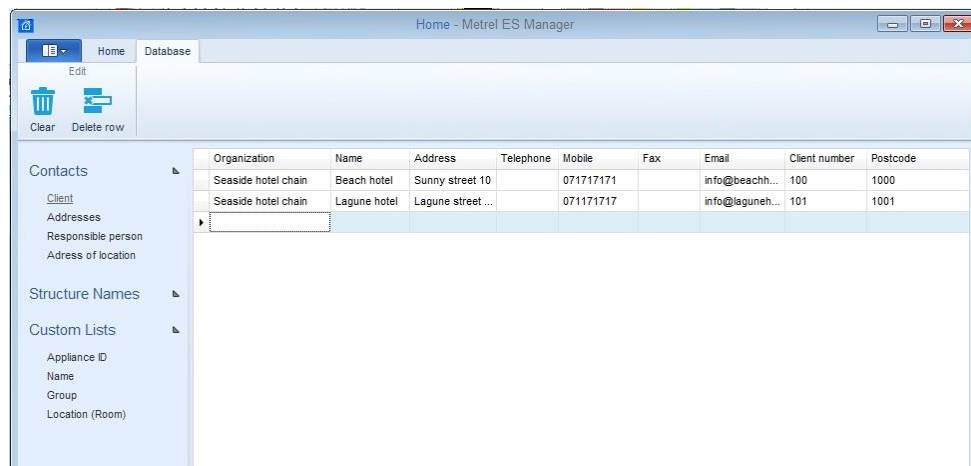 Home - Metrel ES Manager
Home Database
Edit
Clear Delete row
Contacts
Client
Addresses
Responsible person
Adress of location
Structure Names
Custom Lists
Appliance ID
Name
Group
Location (Room)
Organization Name Address Telephone Mobile Fax Email Client number Postcode
Seaside hotel chain Beach hotel Sunny street 10 071717171 info@beachh... 100 1000
Seaside hotel chain Lagune hotel Lagune street ... 071171717 info@laguneh... 101 1001